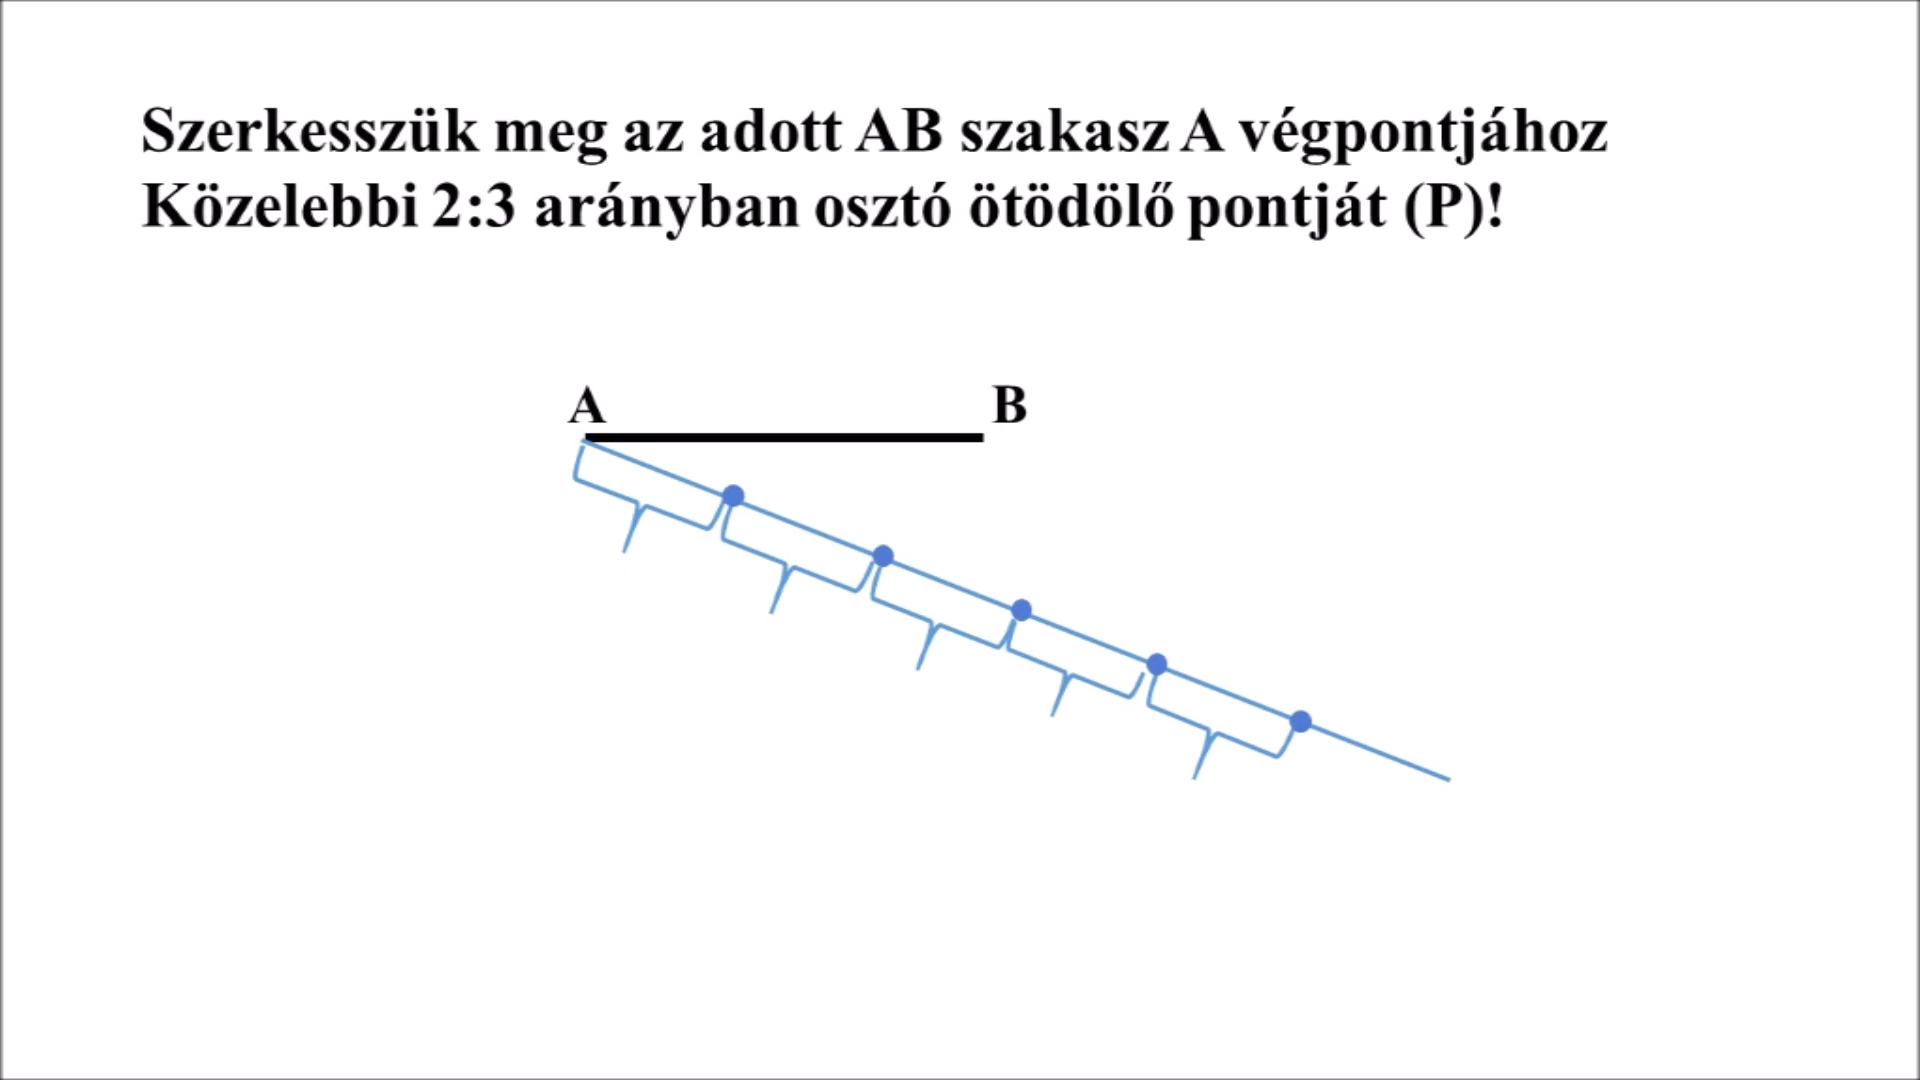 Szerkesszük meg az adott AB szakasz A végpontjához
Közelebbi 2:3 arányban osztó ötödölő pontját (P)!
A B